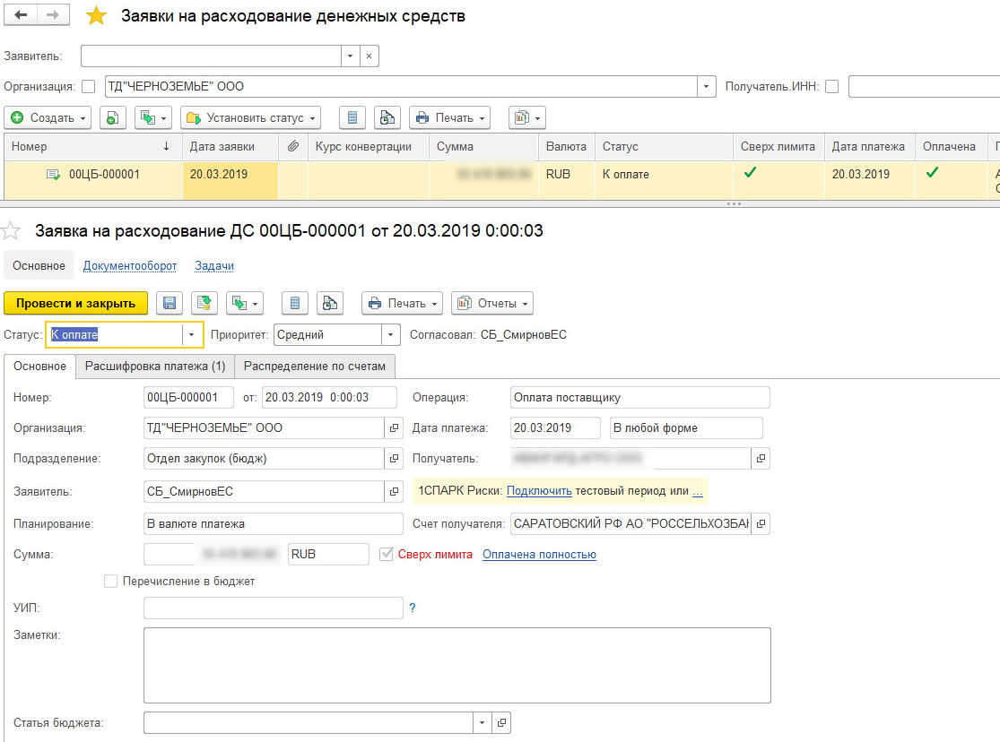 Заявки на расходование денежных средств
Заявитель:
Организация: ТД"ЧЕРНОЗЕМЬЕ" ООО Получатель.ИНН:
Создать Установить статус Печать
Номер Дата заявки Курс конвертации Сумма Валюта Статус Сверх лимита Дата платежа Оплачена
00ЦБ-000001 20.03.2019 RUB К оплате 20.03.2019
Заявка на расходование ДС 00ЦБ-000001 от 20.03.2019 0:00:03
Основное Документооборот Задачи
Провести и закрыть Печать Отчеты
Статус: К оплате Приоритет: Средний Согласовал: СБ_СмирновЕС
Основное Расшифровка платежа (1) Распределение по счетам
Номер: 00ЦБ-000001 от: 20.03.2019 0:00:03 Операция: Оплата поставщику
Организация: ТД"ЧЕРНОЗЕМЬЕ" ООО Дата платежа: 20.03.2019 В любой форме
Подразделение: Отдел закупок (бюдж) Получатель:
Заявитель: СБ_СмирновЕС 1СПАРК Риски: Подключить тестовый период или ...
Планирование: В валюте платежа Счет получателя: САРАТОВСКИЙ РФ АО "РОССЕЛЬХОЗБАН
Сумма: RUB Сверх лимита Оплачена полностью
Перечисление в бюджет
УИП: ?
Заметки:
Статья бюджета: